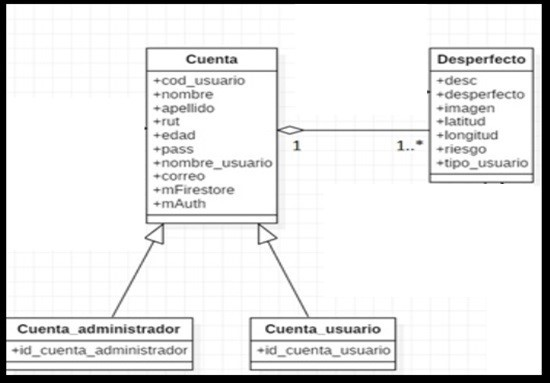 Cuenta
+cod_usuario
+nombre
+apellido
+rut
+edad
+pass
+nombre_usuario
+correo
+mFirestore
+mAuth
1
1..*
Desperfecto
+desc
+desperfecto
+imagen
+latitud
+longitud
+riesgo
+tipo_usuario
Cuenta_administrador
+id_cuenta_administrador
Cuenta_usuario
+id_cuenta_usuario